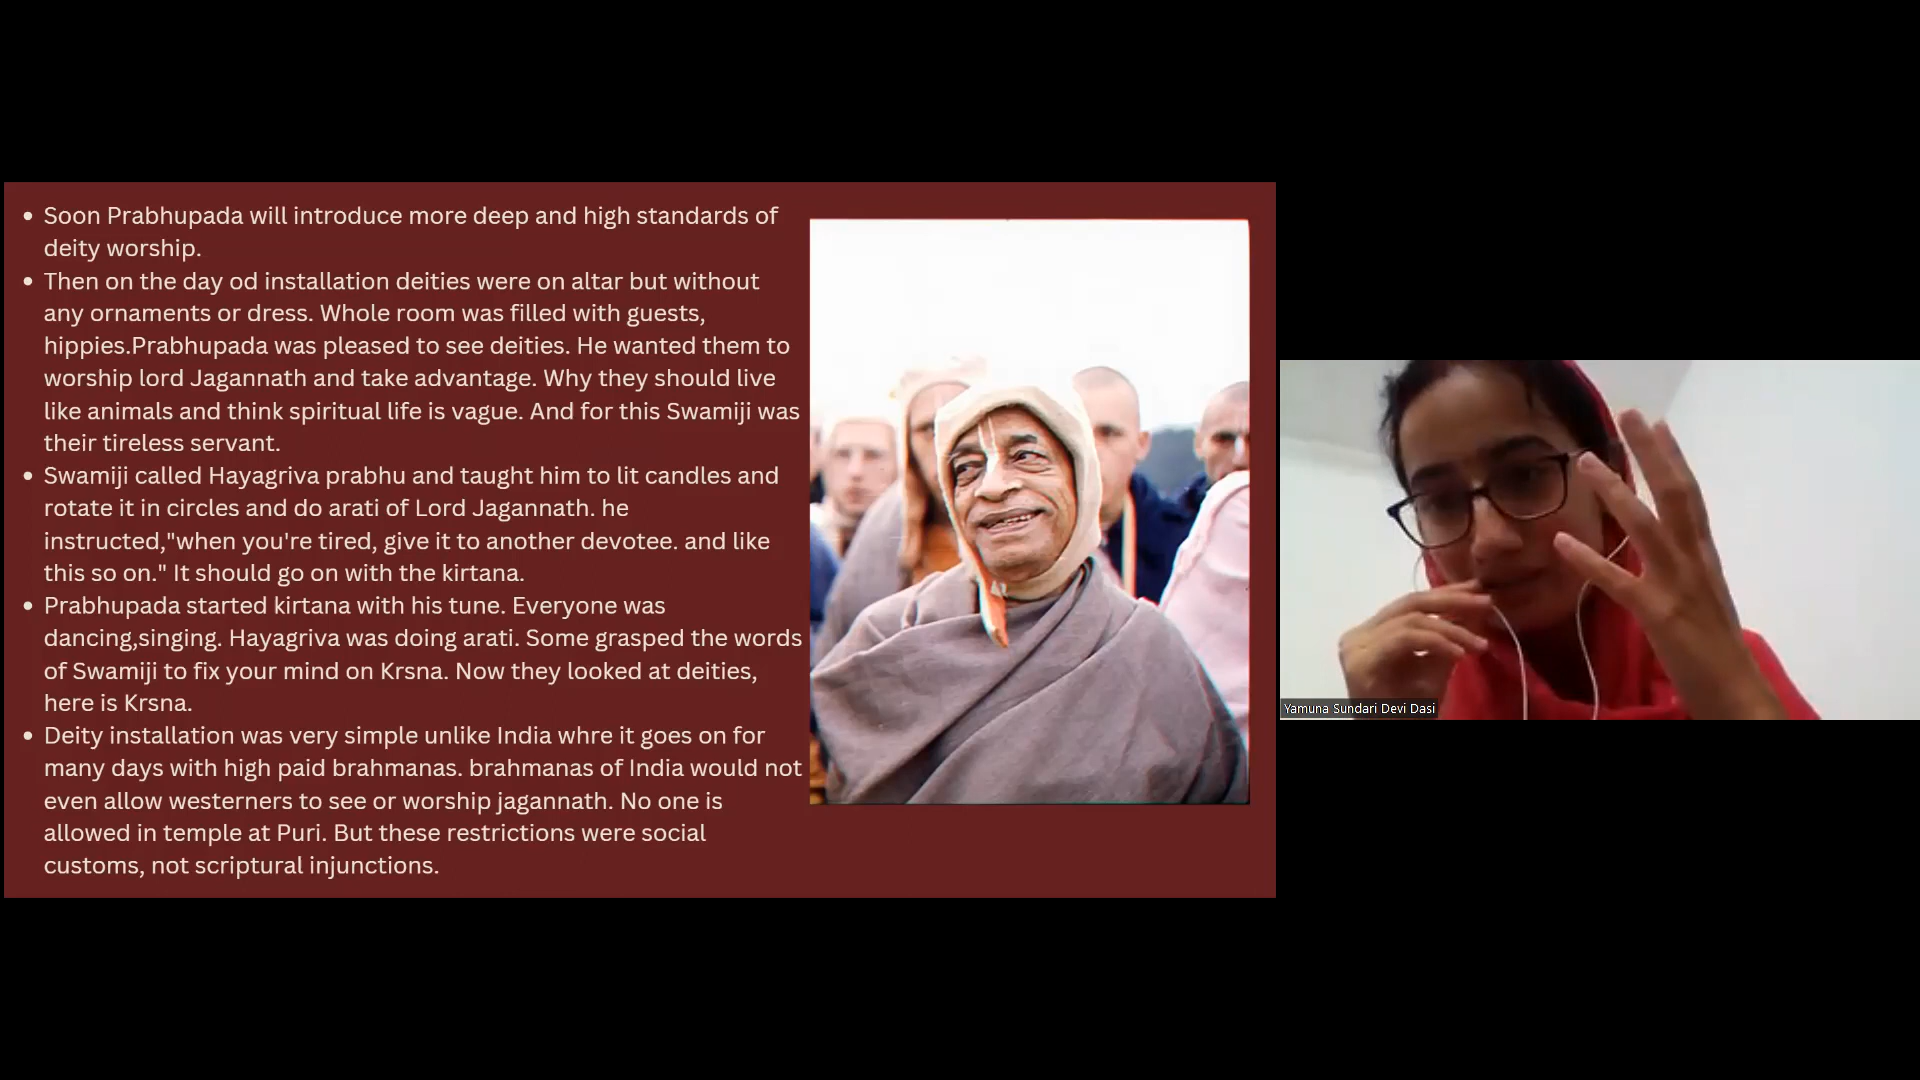 Soon Prabhupada will introduce more deep and high standards of
deity worship.
Then on the day od installation deities were on altar but without
any ornaments or dress. Whole room was filled with guests,
hippies.Prabhupada was pleased to see deities. He wanted them to
worship lord Jagannath and take advantage. Why they should live
like animals and think spiritual life is vague. And for this Swamiji was
their tireless servant.
Swamiji called Hayagriva prabhu and taught him to lit candles and
rotate it in circles and do arati of Lord Jagannath. he
instructed,"when you're tired, give it to another devotee. and like
this so on." It should go on with the kirtana.
Prabhupada started kirtana with his tune. Everyone was
dancing,singing. Hayagriva was doing arati. Some grasped the words
of Swamiji to fix your mind on Krsna. Now they looked at deities,
here is Krsna.
Deity installation was very simple unlike India whre it goes on for
many days with high paid brahmanas. brahmanas of India would not
even allow westerners to see or worship jagannath. No one is
allowed in temple at Puri. But these restrictions were social
customs, not scriptural injunctions.
Yamuna Sundari Devi Dasi